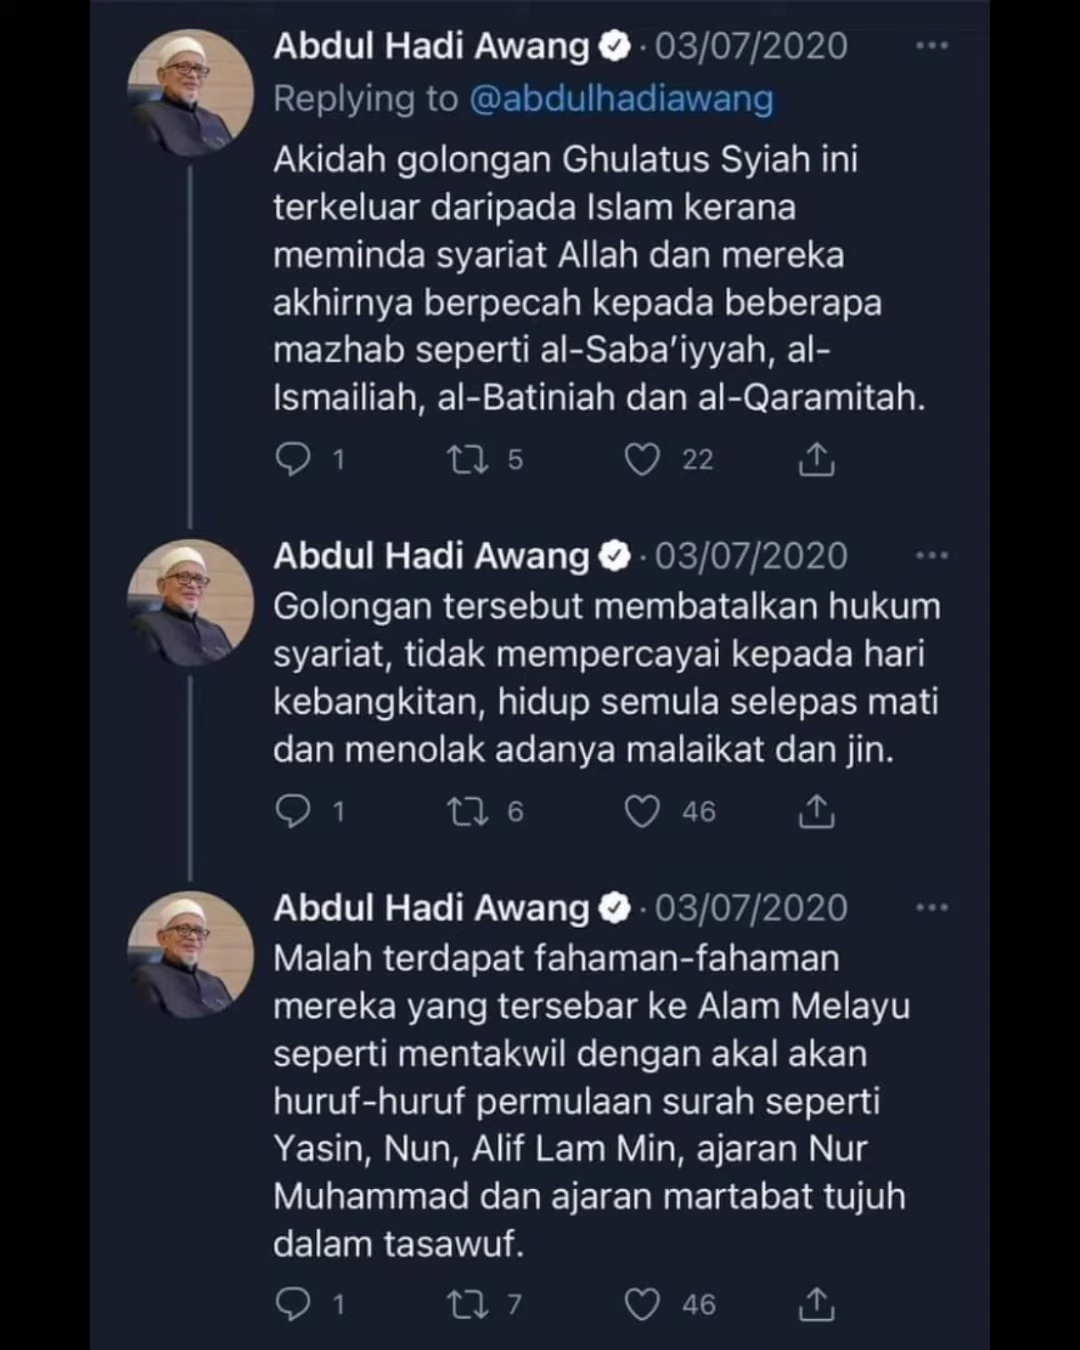 Abdul Hadi Awang · 03/07/2020
Replying to @abdulhadiawang
Akidah golongan Ghulatus Syiah ini
terkeluar daripada Islam kerana
meminda syariat Allah dan mereka
akhirnya berpecah kepada beberapa
mazhab seperti al-Saba'iyyah, al-
Ismailiah, al-Batiniah dan al-Qaramitah.
1 5 22
Abdul Hadi Awang · 03/07/2020
Golongan tersebut membatalkan hukum
syariat, tidak mempercayai kepada hari
kebangkitan, hidup semula selepas mati
dan menolak adanya malaikat dan jin.
1 6 46
Abdul Hadi Awang · 03/07/2020
Malah terdapat fahaman-fahaman
mereka yang tersebar ke Alam Melayu
seperti mentakwil dengan akal akan
huruf-huruf permulaan surah seperti
Yasin, Nun, Alif Lam Min, ajaran Nur
Muhammad dan ajaran martabat tujuh
dalam tasawuf.
1 7 46